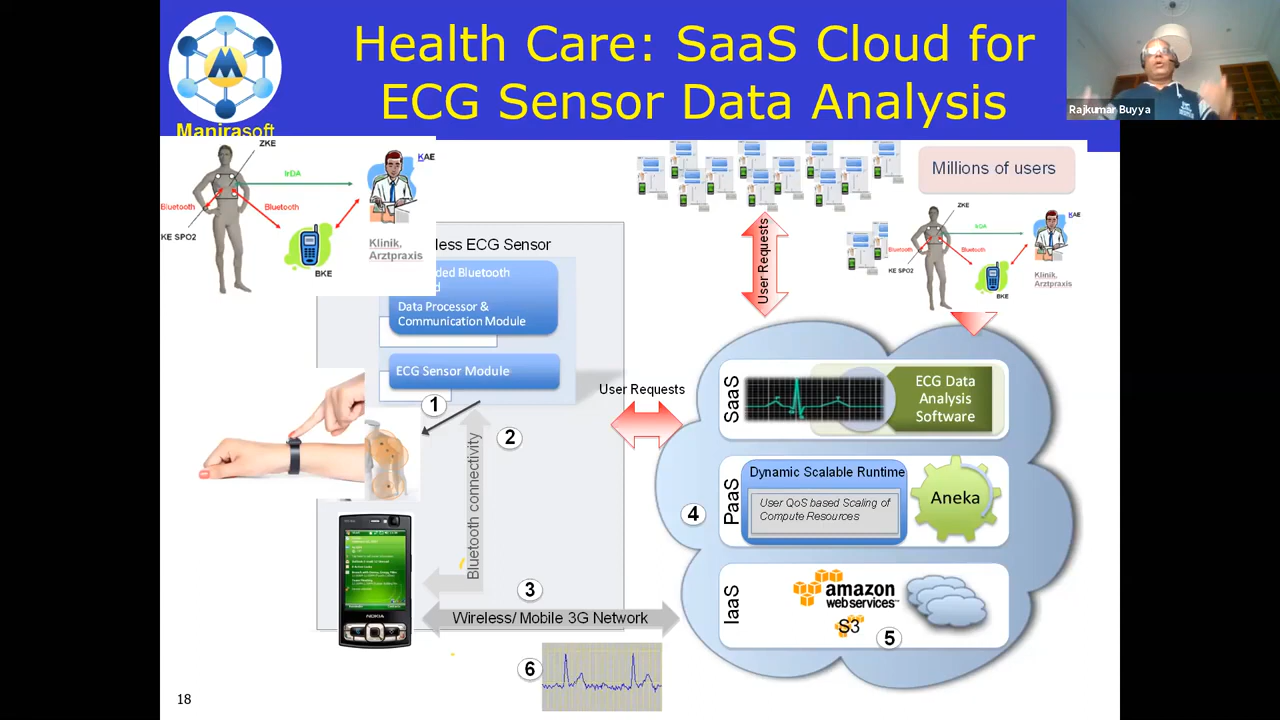 Health Care: SaaS Cloud for
ECG Sensor Data Analysis
Manjrasoft
Rajkumar Buyya
ZKE
KAE
IrDA
Bluetooth
Bluetooth
KE SPO2
BKE
Klinik,
Arztpraxis
less ECG Sensor
ded Bluetooth
d
Data Processor &
Communication Module
ECG Sensor Module
1
2
Bluetooth connectivity
3
Wireless/ Mobile 3G Network
NOKIA
6
User Requests
User Requests
Millions of users
ZKE
KAE
IrDA
Bluetooth
Bluetooth
KE SPO2
BKE
Klinik,
Arztpraxis
SaaS
ECG Data
Analysis
Software
4
PaaS
Dynamic Scalable Runtime
User QoS based Scaling of
Compute Resources
Aneka
IaaS
amazon
webservices™
S3
5
18